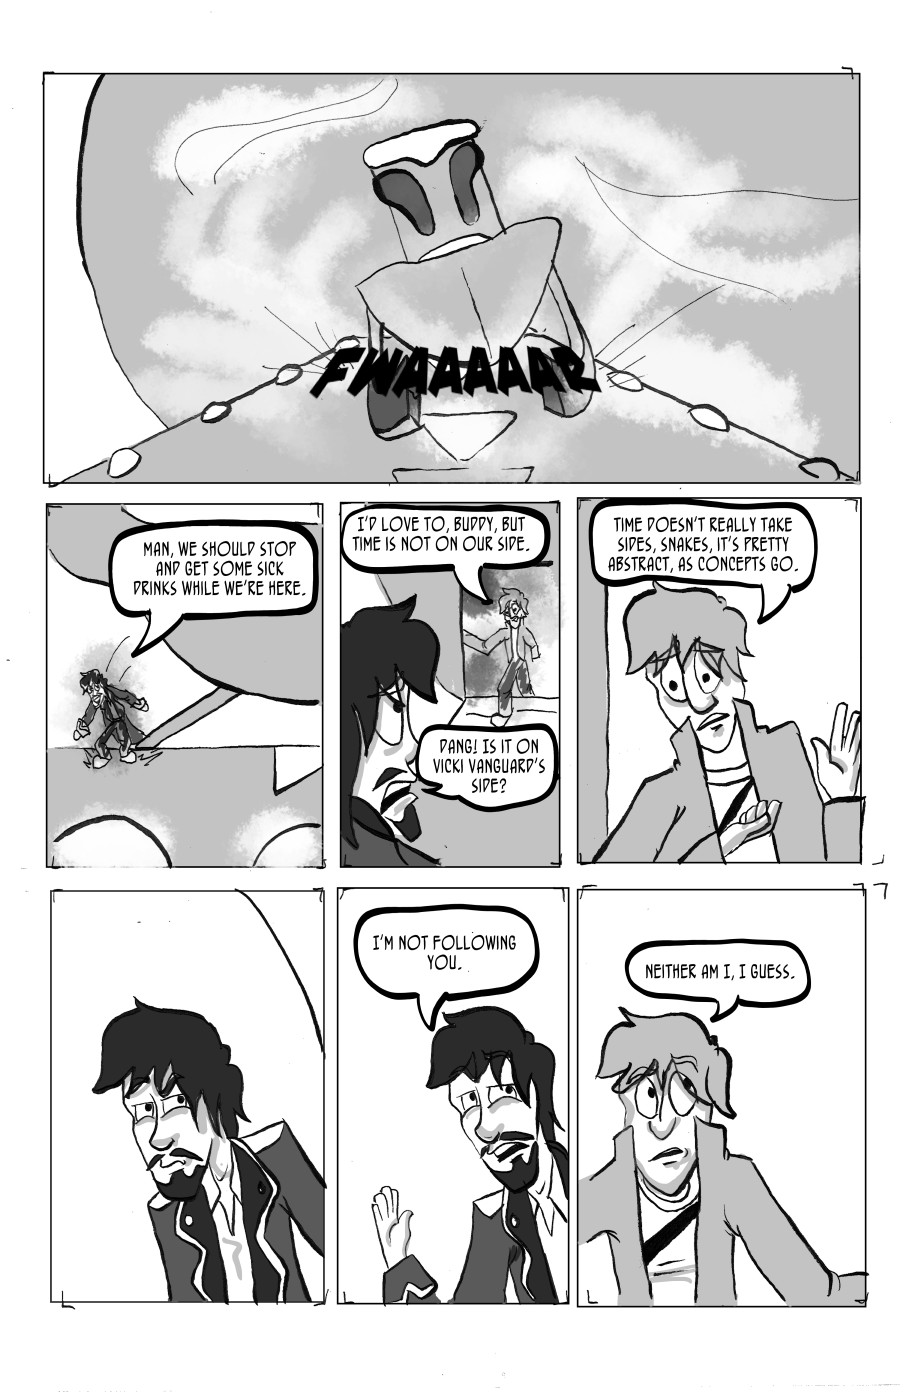 FWAAAAAR
MAN, WE SHOULD STOP
AND GET SOME SICK
DRINKS WHILE WE'RE HERE.
I'D LOVE TO, BUDDY, BUT
TIME IS NOT ON OUR SIDE.
DANG! IS IT ON
VICKI VANGUARD'S
SIDE?
TIME DOESN'T REALLY TAKE
SIDES, SNAKES, IT'S PRETTY
ABSTRACT, AS CONCEPTS GO.
I'M NOT FOLLOWING
YOU.
NEITHER AM I, I GUESS.